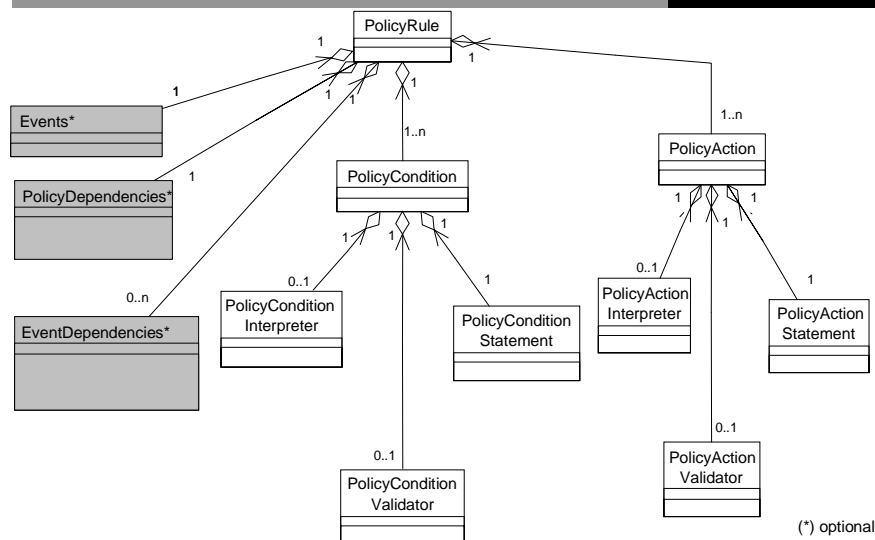 PolicyRule
1
1
1
1
1
1
1
Events*
1..n
1..n
PolicyCondition
PolicyAction
PolicyDependencies*
1
1
1
1
1
1
1
0..n
0..1
1
0..1
1
EventDependencies*
PolicyCondition
Interpreter
PolicyCondition
Statement
PolicyAction
Interpreter
PolicyAction
Statement
0..1
0..1
PolicyCondition
Validator
PolicyAction
Validator
(*) optional